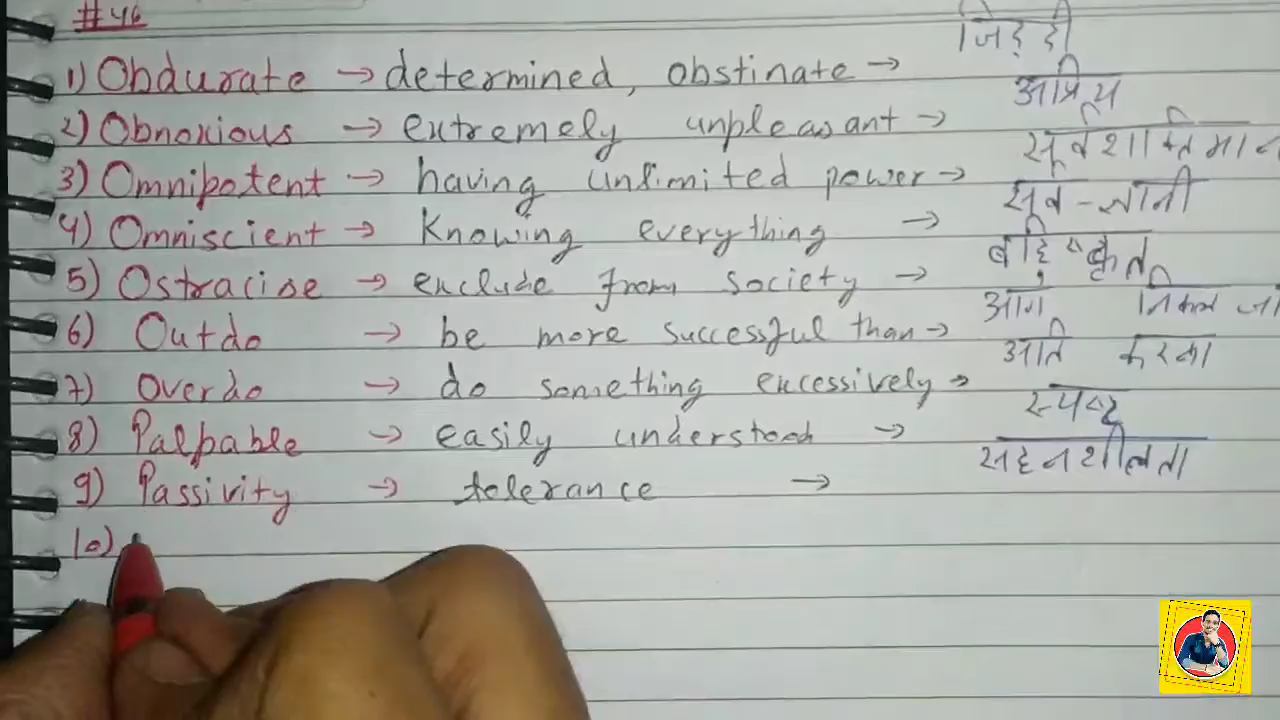 #46
1) Obdurate → determined, obstinate → जिद्दी
2) Obnoxious → extremely unpleasant → अप्रिय
3) Omnipotent → having unlimited power → सर्वशक्तिमान
4) Omniscient → Knowing everything → सर्व-ज्ञानी
5) Ostracise → exclude from society → बहिष्कृत
6) Outdo → be more successful than → आगे निकल जा
7) Overdo → do something excessively → अति करना
8) Palpable → easily understood → स्पष्ट
9) Passivity → tolerance → सहनशीलता
10)